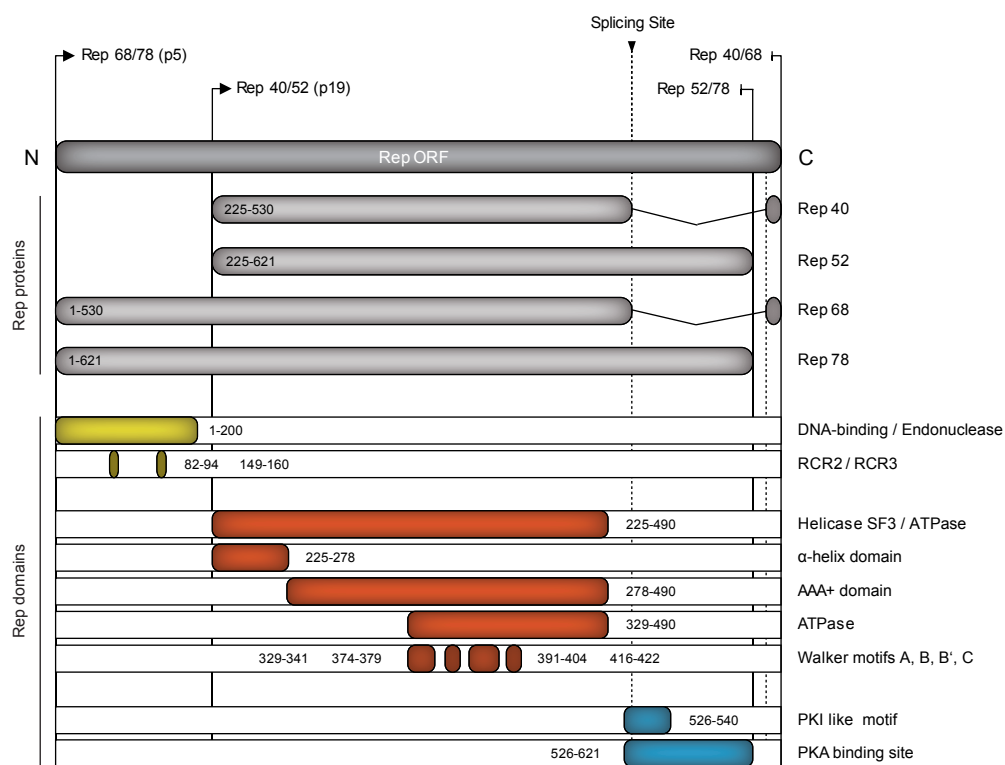 Splicing Site
Rep 68/78 (p5)
Rep 40/68
Rep 40/52 (p19)
Rep 52/78
N
Rep ORF
C
Rep proteins
225-530
Rep 40
225-621
Rep 52
1-530
Rep 68
1-621
Rep 78
Rep domains
1-200
DNA-binding / Endonuclease
82-94 149-160
RCR2 / RCR3
225-490
Helicase SF3 / ATPase
225-278
α-helix domain
278-490
AAA+ domain
329-490
ATPase
329-341 374-379 391-404 416-422
Walker motifs A, B, B‘, C
526-540
PKI like motif
526-621
PKA binding site